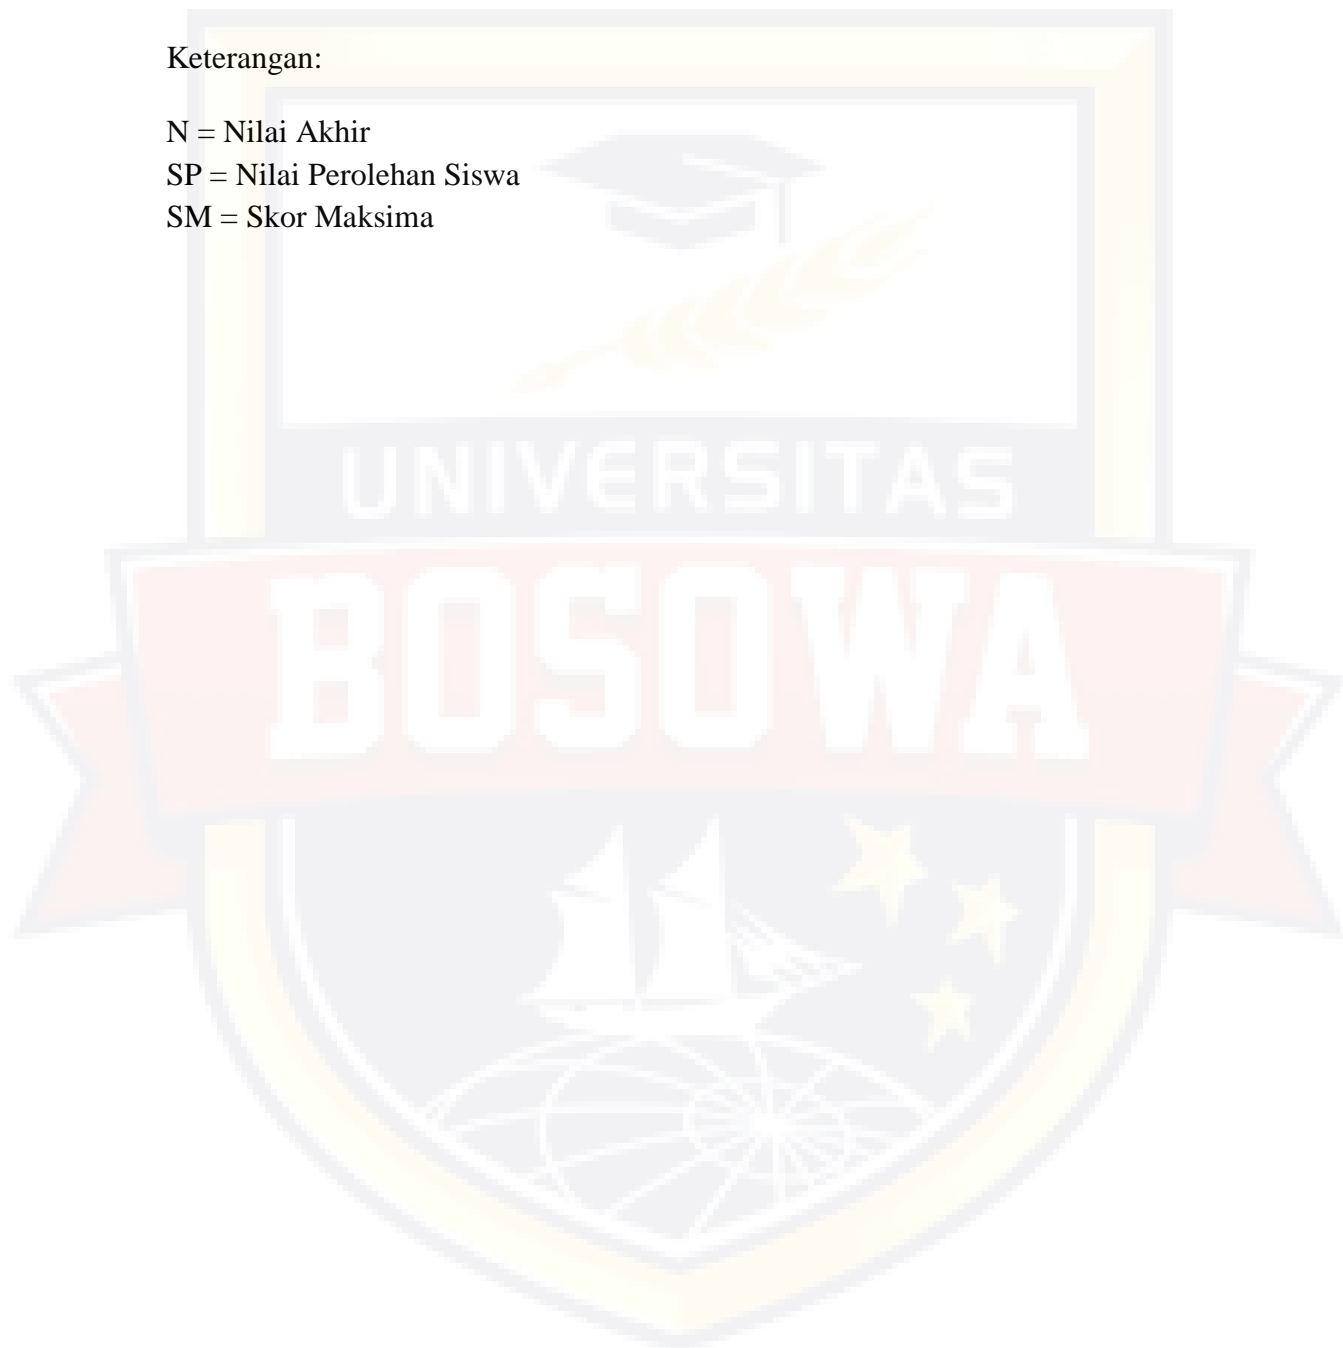 Keterangan:
N = Nilai Akhir
SP = Nilai Perolehan Siswa
SM = Skor Maksima
UNIVERSITAS
BOSOWA